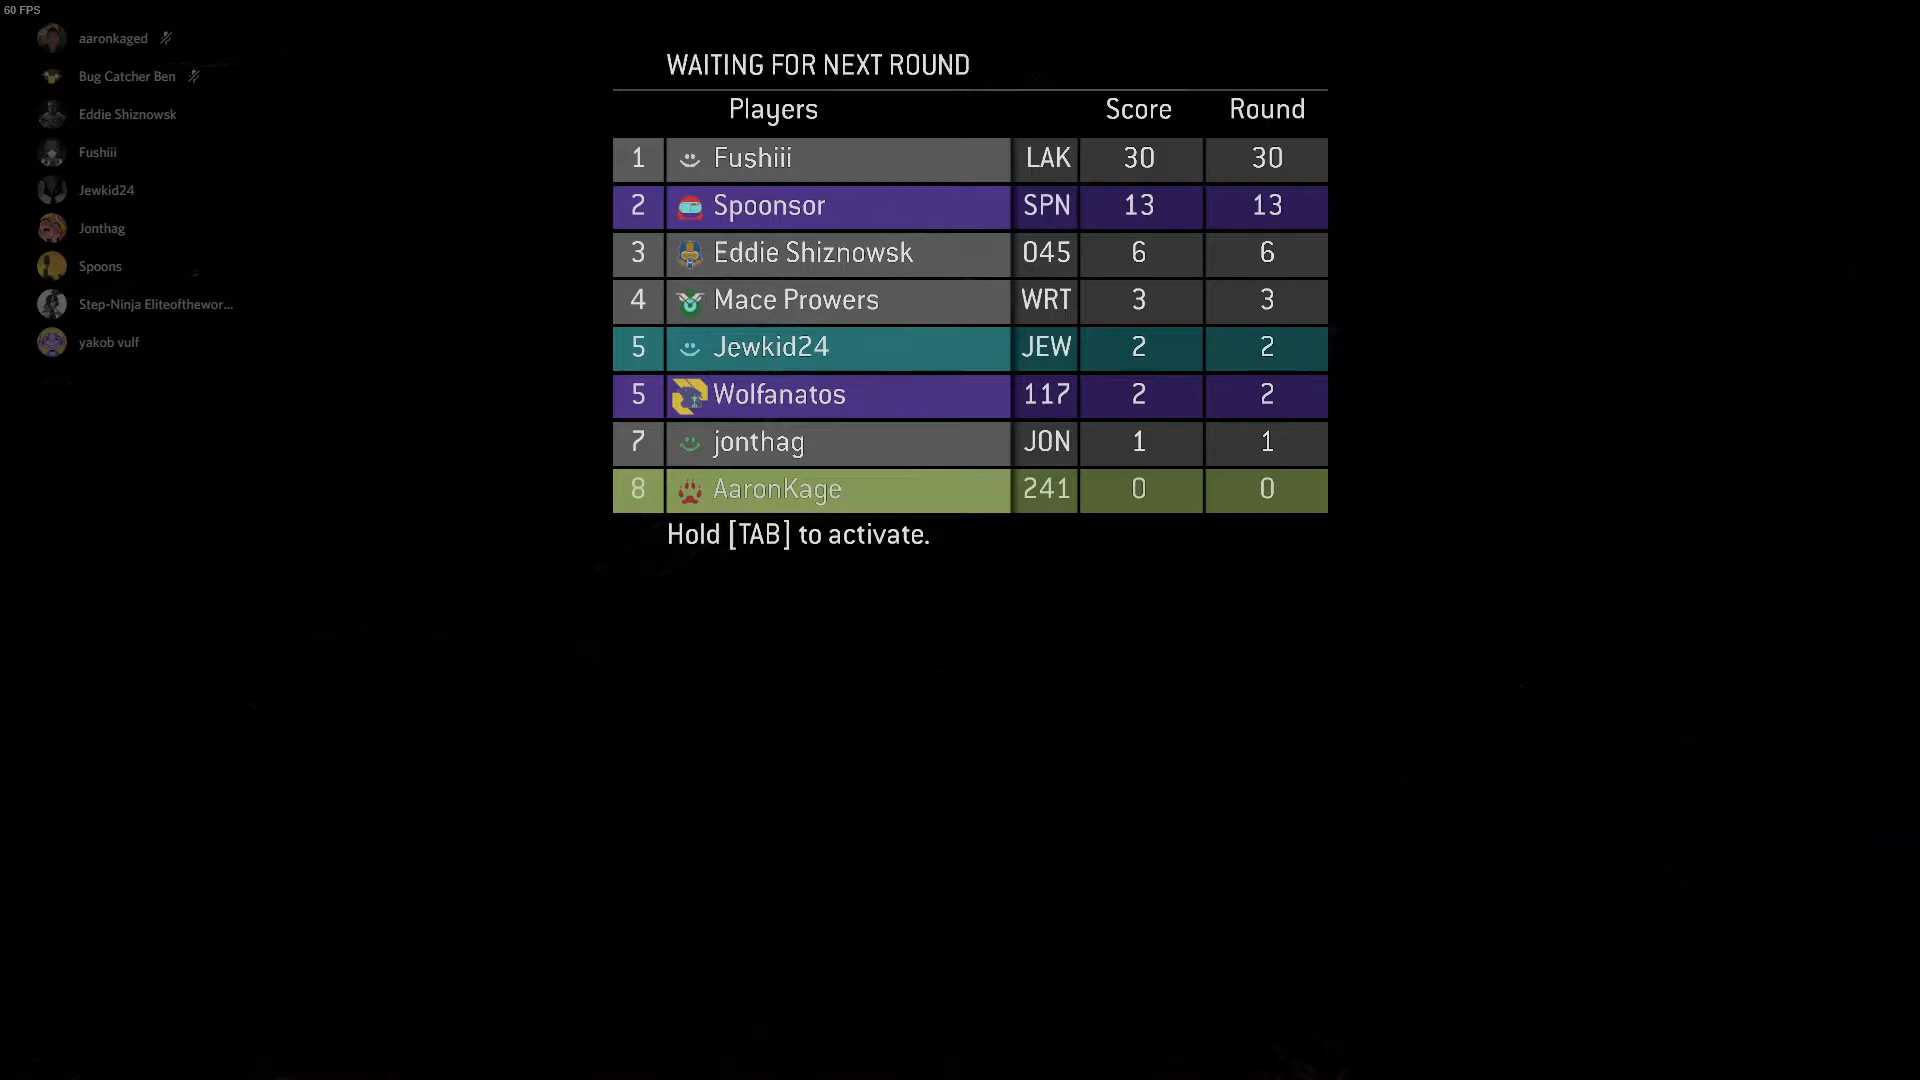 60 FPS
aaronkaged
Bug Catcher Ben
Eddie Shiznowsk
Fushiii
Jewkid24
Jonthag
Spoons
Step-Ninja Eliteofthewor...
yakob vulf
WAITING FOR NEXT ROUND
Players Score Round
1 Fushiii LAK 30 30
2 Spoonsor SPN 13 13
3 Eddie Shiznowsk 045 6 6
4 Mace Prowers WRT 3 3
5 Jewkid24 JEW 2 2
5 Wolfanatos 117 2 2
7 jonthag JON 1 1
8 AaronKage 241 0 0
Hold [TAB] to activate.